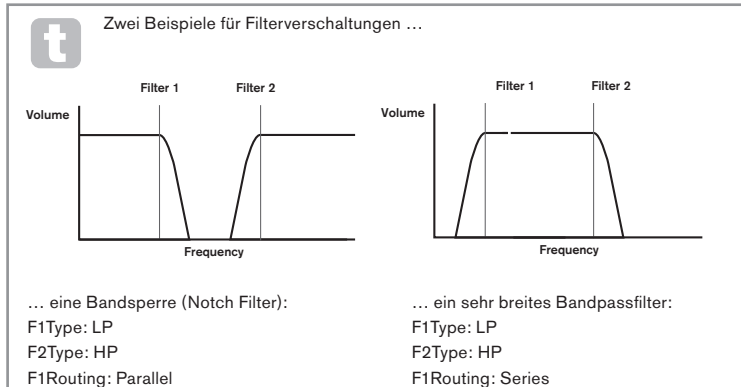 t
Zwei Beispiele für Filterverschaltungen …
Filter 1
Filter 2
Volume
Frequency
Filter 1
Filter 2
Volume
Frequency
… eine Bandsperre (Notch Filter):
F1Type: LP
F2Type: HP
F1Routing: Parallel
… ein sehr breites Bandpassfilter:
F1Type: LP
F2Type: HP
F1Routing: Series